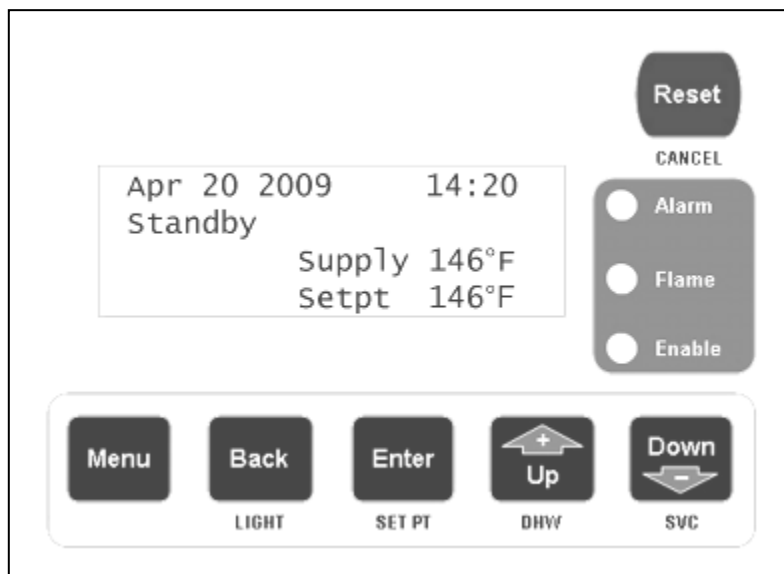 Reset
CANCEL
Apr 20 2009 14:20
Standby
Supply 146°F
Setpt 146°F
Alarm
Flame
Enable
Menu
Back
Enter
+
Up
Down
-
LIGHT
SET PT
DHW
SVC